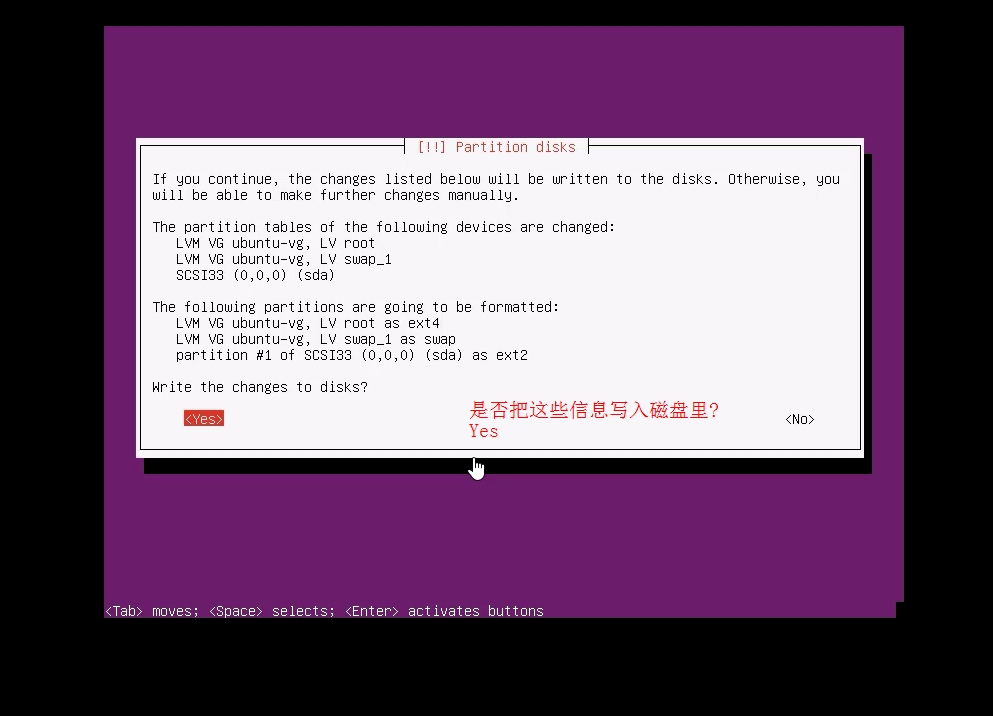 [!!] Partition disks
If you continue, the changes listed below will be written to the disks. Otherwise, you
will be able to make further changes manually.
The partition tables of the following devices are changed:
LVM VG ubuntu-vg, LV root
LVM VG ubuntu-vg, LV swap_1
SCSI33 (0,0,0) (sda)
The following partitions are going to be formatted:
LVM VG ubuntu-vg, LV root as ext4
LVM VG ubuntu-vg, LV swap_1 as swap
partition #1 of SCSI33 (0,0,0) (sda) as ext2
Write the changes to disks?
是否把这些信息写入磁盘里?
<Yes> Yes <No>
<Tab> moves; <Space> selects; <Enter> activates buttons